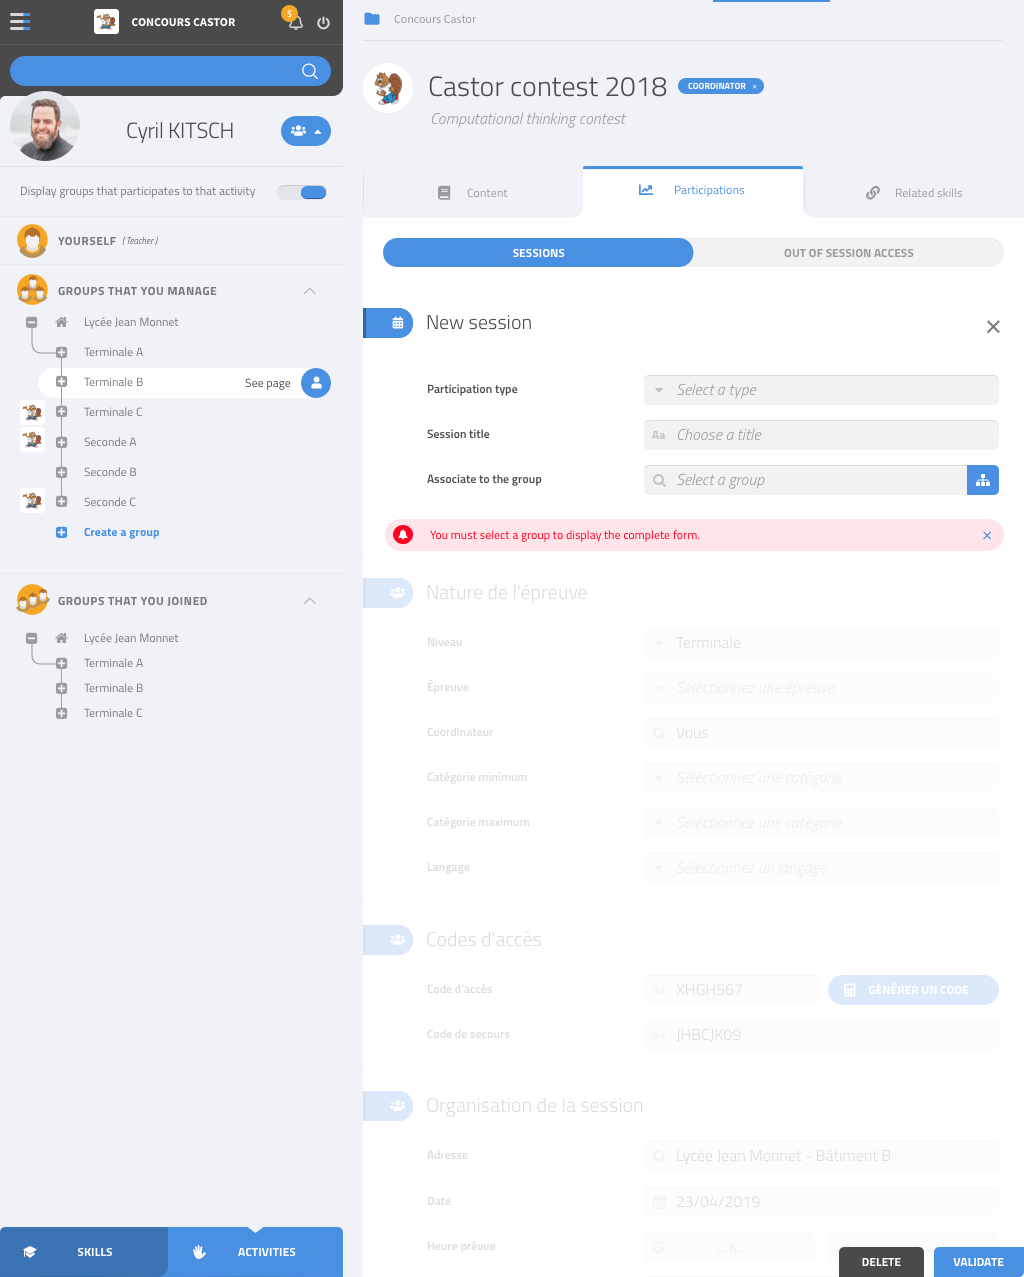 CONCOURS CASTOR
5
Cyril KITSCH
Display groups that participates to that activity
YOURSELF (Teacher)
GROUPS THAT YOU MANAGE
Lycée Jean Monnet
Terminale A
Terminale B
See page
Terminale C
Seconde A
Seconde B
Seconde C
Create a group
GROUPS THAT YOU JOINED
Lycée Jean Monnet
Terminale A
Terminale B
Terminale C
SKILLS
ACTIVITIES
Concours Castor
Castor contest 2018
COORDINATOR ×
Computational thinking contest
Content
Participations
Related skills
SESSIONS
OUT OF SESSION ACCESS
New session
Participation type
Select a type
Session title
Aa Choose a title
Associate to the group
Select a group
You must select a group to display the complete form.
Nature de l'épreuve
Niveau
Terminale
Épreuve
Séléctionnez une épreuve
Coordinateur
Vous
Catégorie minimum
Séléctionnez une catégorie
Catégorie maximum
Séléctionnez une catégorie
Langage
Séléctionnez un langage
Codes d'accès
Code d'accès
Aa XHGH567
GÉNÉRER UN CODE
Code de secours
Aa JHBCJK09
Organisation de la session
Adresse
Lycée Jean Monnet - Bâtiment B
Date
23/04/2019
Heure prévue
DELETE
VALIDATE